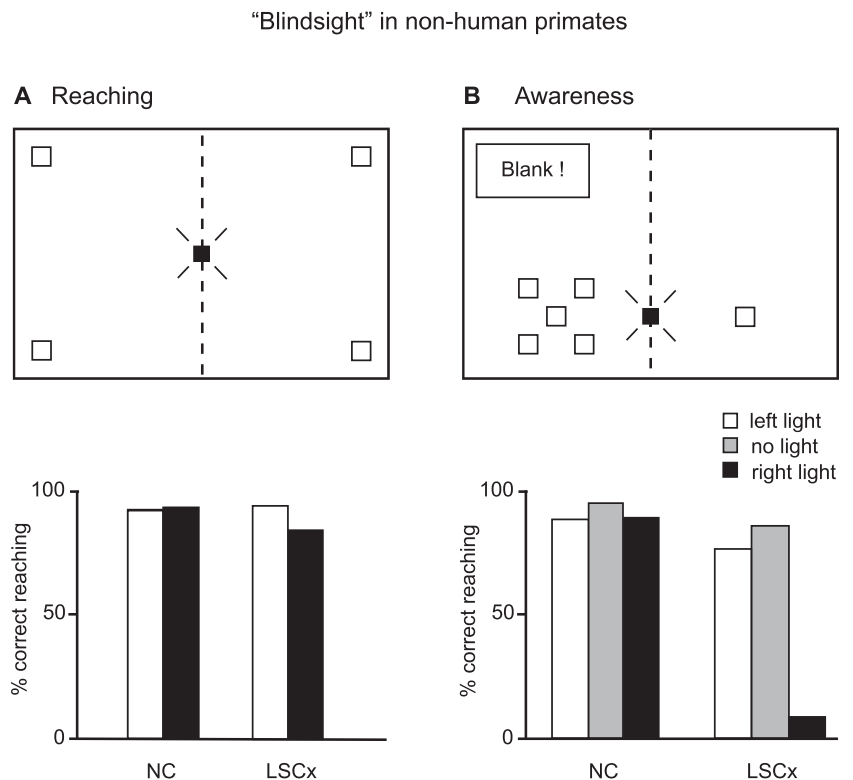 “Blindsight” in non-human primates
A Reaching
B Awareness
Blank !
left light
no light
right light
100
50
0
% correct reaching
NC
LSCx
100
50
0
% correct reaching
NC
LSCx